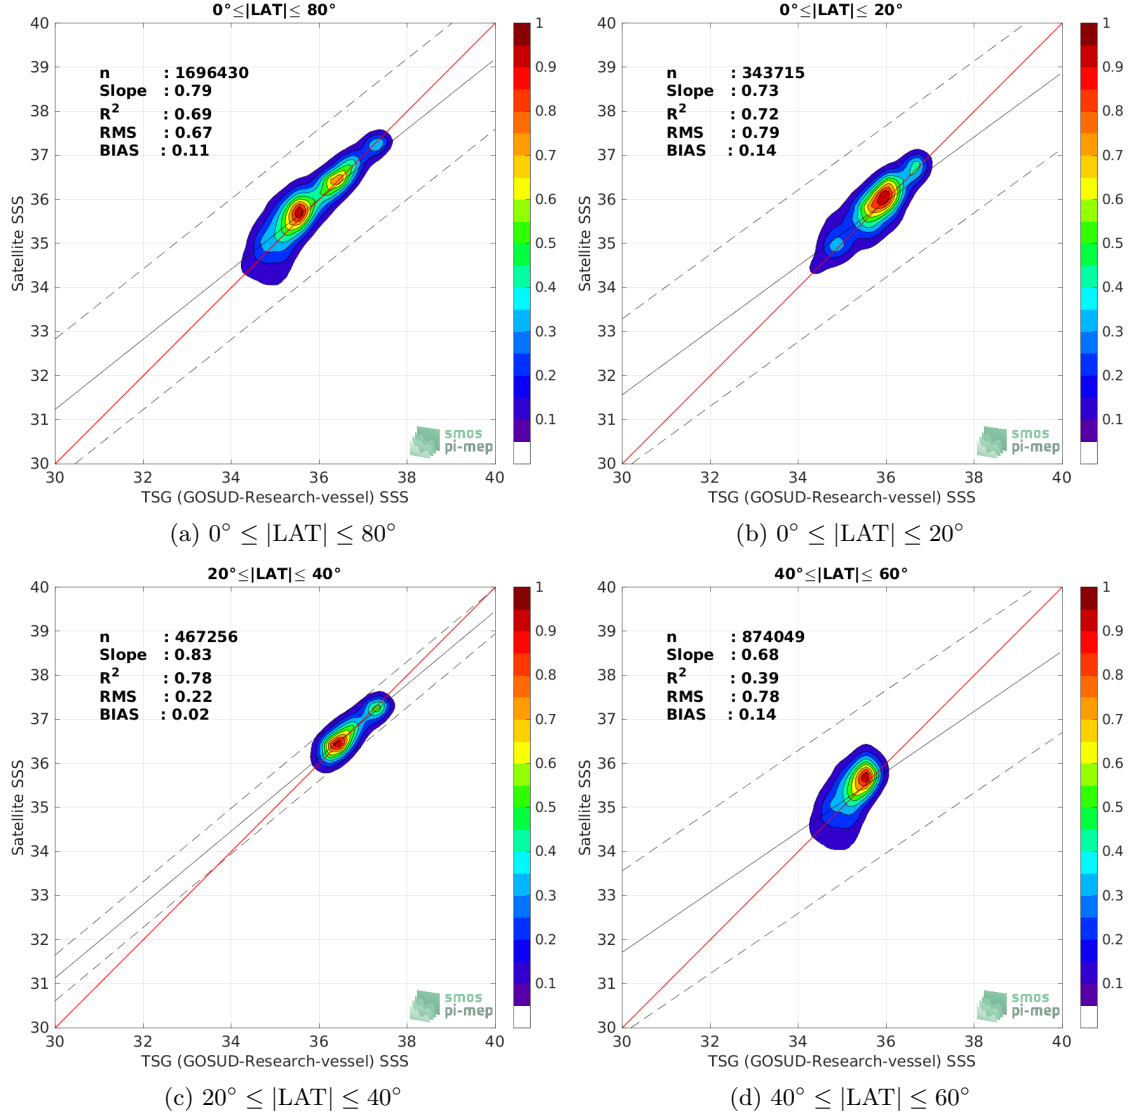 0°≤|LAT|≤ 80°
n : 1696430
Slope : 0.79
R2 : 0.69
RMS : 0.67
BIAS : 0.11
Satellite SSS
40
39
38
37
36
35
34
33
32
31
30
30 32 34 36 38 40
TSG (GOSUD-Research-vessel) SSS
smos
pi-mep
1
0.9
0.8
0.7
0.6
0.5
0.4
0.3
0.2
0.1
(a) 0° ≤ |LAT| ≤ 80°
0°≤|LAT|≤ 20°
n : 343715
Slope : 0.73
R2 : 0.72
RMS : 0.79
BIAS : 0.14
Satellite SSS
40
39
38
37
36
35
34
33
32
31
30
30 32 34 36 38 40
TSG (GOSUD-Research-vessel) SSS
smos
pi-mep
1
0.9
0.8
0.7
0.6
0.5
0.4
0.3
0.2
0.1
(b) 0° ≤ |LAT| ≤ 20°
20°≤|LAT|≤ 40°
n : 467256
Slope : 0.83
R2 : 0.78
RMS : 0.22
BIAS : 0.02
Satellite SSS
40
39
38
37
36
35
34
33
32
31
30
30 32 34 36 38 40
TSG (GOSUD-Research-vessel) SSS
smos
pi-mep
1
0.9
0.8
0.7
0.6
0.5
0.4
0.3
0.2
0.1
(c) 20° ≤ |LAT| ≤ 40°
40°≤|LAT|≤ 60°
n : 874049
Slope : 0.68
R2 : 0.39
RMS : 0.78
BIAS : 0.14
Satellite SSS
40
39
38
37
36
35
34
33
32
31
30
30 32 34 36 38 40
TSG (GOSUD-Research-vessel) SSS
smos
pi-mep
1
0.9
0.8
0.7
0.6
0.5
0.4
0.3
0.2
0.1
(d) 40° ≤ |LAT| ≤ 60°